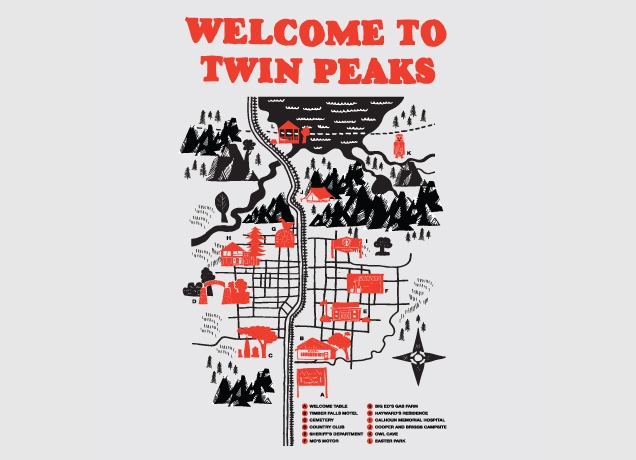 WELCOME TO
TWIN PEAKS
L
K
J
G
H
I
D
F
E
B
C
A
A WELCOME TABLE
B TIMBER FALLS MOTEL
C CEMETERY
D COUNTRY CLUB
E SHERIFF'S DEPARTMENT
F MO'S MOTOR
G BIG ED'S GAS FARM
H HAYWARD'S RESIDENCE
I CALHOUN MEMORIAL HOSPITAL
J COOPER AND BRIGGS CAMPSITE
K OWL CAVE
L EASTER PARK